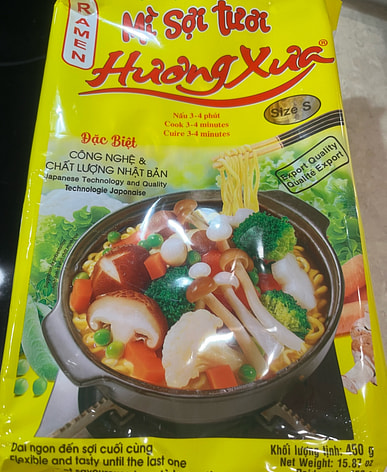 RAMEN
Mì Sợi tươi
Hương Xưa®
Nấu 3-4 phút
Cook 3-4 minutes
Cuire 3-4 minutes
Size S
Đặc Biệt
CÔNG NGHỆ &
CHẤT LƯỢNG NHẬT BẢN
Japanese Technology and Quality
Technologie Japonaise
Export Quality
Qualité Export
Dai ngon đến sợi cuối cùng
Flexible and tasty until the last one
Khối lượng tịnh: 450 g
Net Weight: 15.87 oz